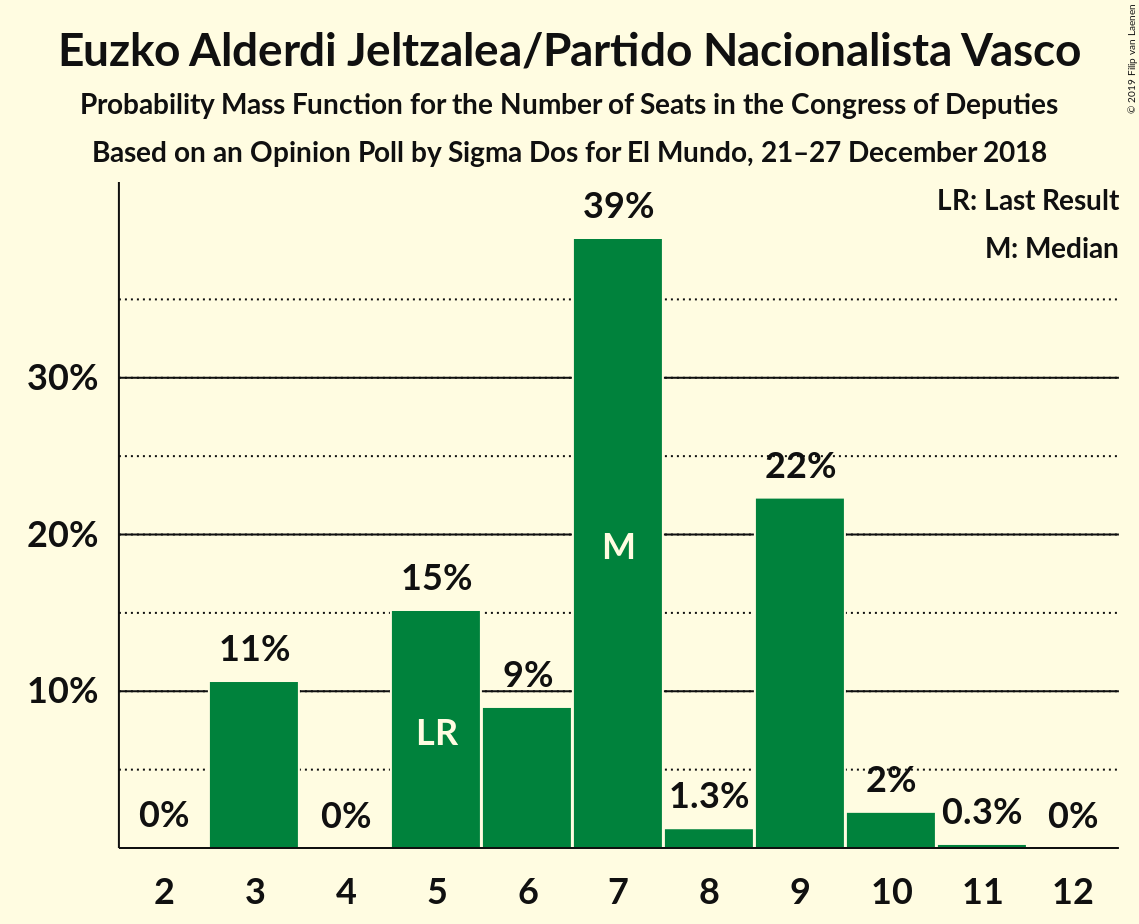 Euzko Alderdi Jeltzalea/Partido Nacionalista Vasco
Probability Mass Function for the Number of Seats in the Congress of Deputies
Based on an Opinion Poll by Sigma Dos for El Mundo, 21–27 December 2018
© 2019 Filip van Laenen
LR: Last Result
M: Median
39%
30%
22%
20%
M
15%
11%
10%
9%
LR
2%
1.3%
0.3%
0%
0%
0%
2 3 4 5 6 7 8 9 10 11 12